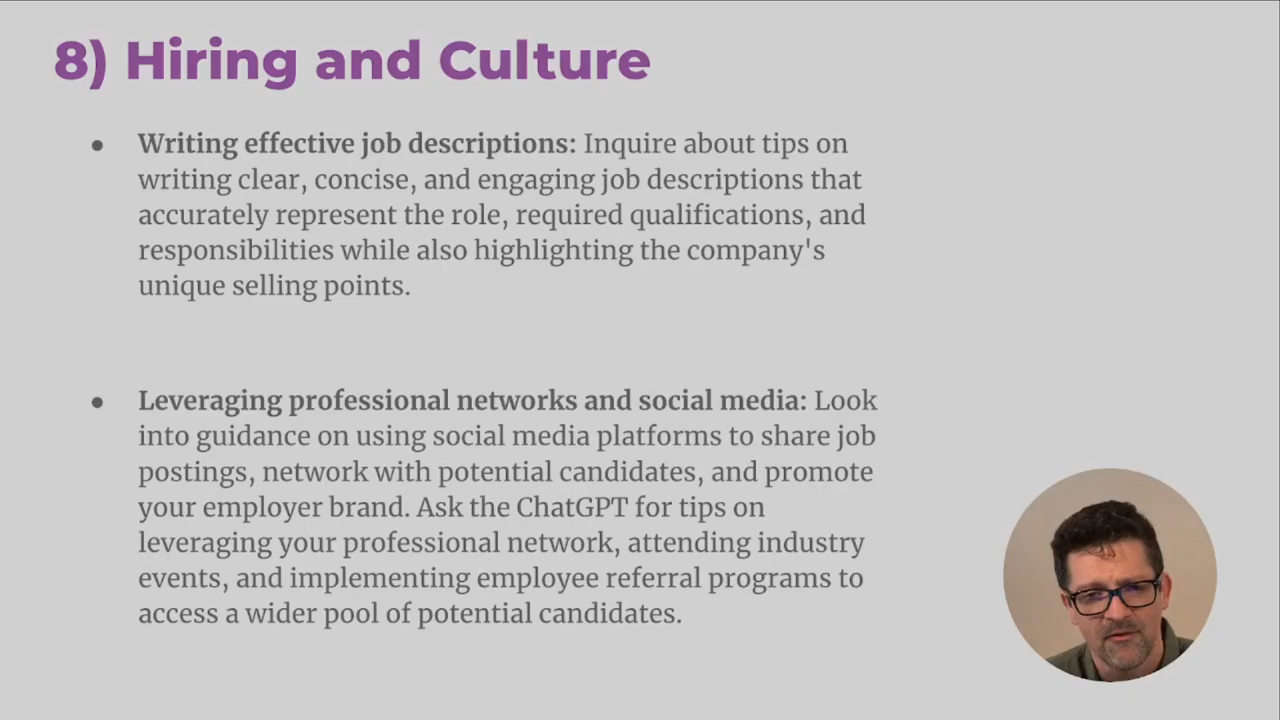 8) Hiring and Culture
● Writing effective job descriptions: Inquire about tips on
writing clear, concise, and engaging job descriptions that
accurately represent the role, required qualifications, and
responsibilities while also highlighting the company's
unique selling points.
● Leveraging professional networks and social media: Look
into guidance on using social media platforms to share job
postings, network with potential candidates, and promote
your employer brand. Ask the ChatGPT for tips on
leveraging your professional network, attending industry
events, and implementing employee referral programs to
access a wider pool of potential candidates.